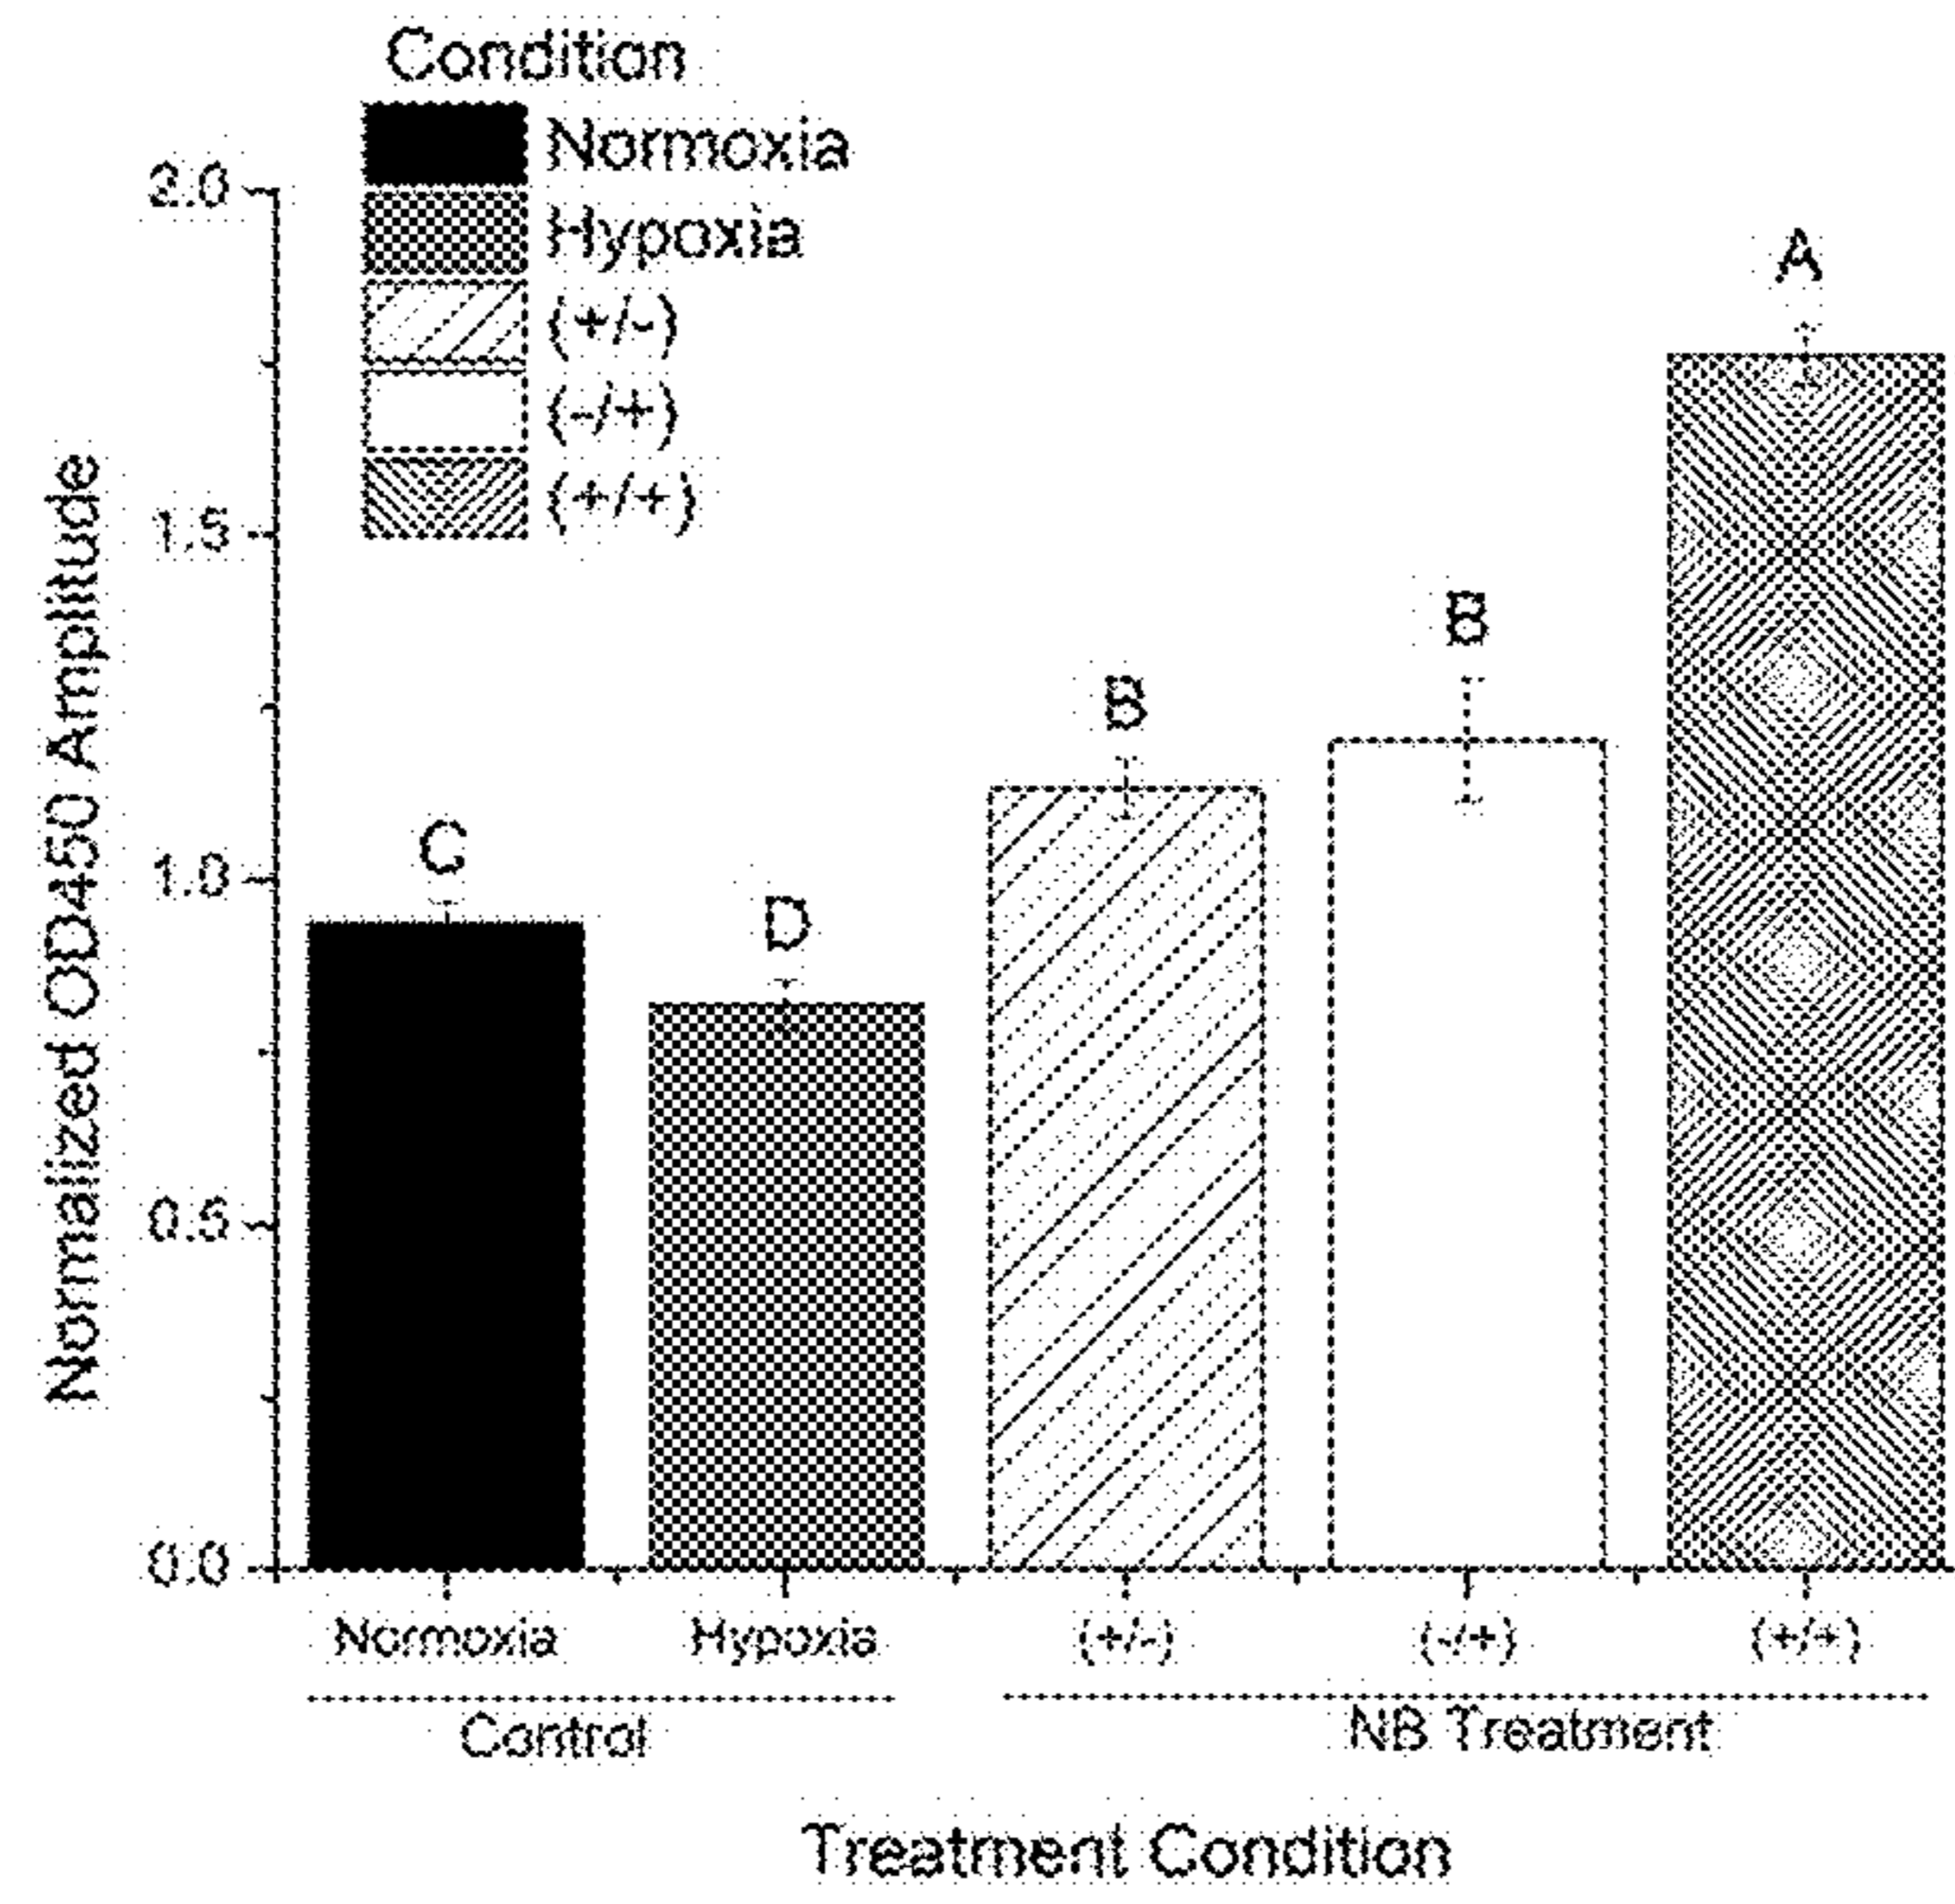 Condition
Normoxia
Hypoxia
(+/-)
(-/+)
(+/+)
Normalized OD450 Amplitude
2.0
1.5
1.0
0.5
0.0
C
D
B
B
A
Normoxia
Hypoxia
(+/-)
(-/+)
(+/+)
Control
NB Treatment
Treatment Condition